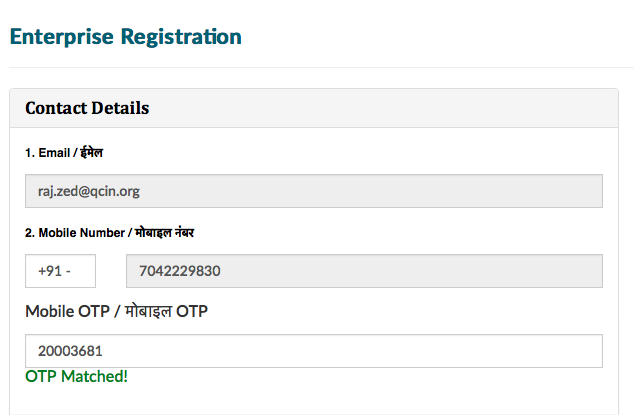 Enterprise Registration
Contact Details
1. Email / ईमेल
raj.zed@qcin.org
2. Mobile Number / मोबाइल नंबर
+91 - 7042229830
Mobile OTP / मोबाइल OTP
20003681
OTP Matched!